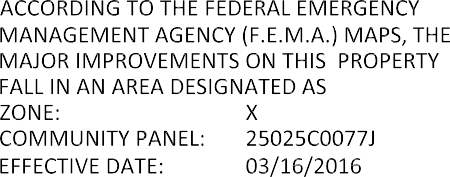 ACCORDING TO THE FEDERAL EMERGENCY
MANAGEMENT AGENCY (F.E.M.A.) MAPS, THE
MAJOR IMPROVEMENTS ON THIS PROPERTY
FALL IN AN AREA DESIGNATED AS
ZONE: X
COMMUNITY PANEL: 25025C0077J
EFFECTIVE DATE: 03/16/2016